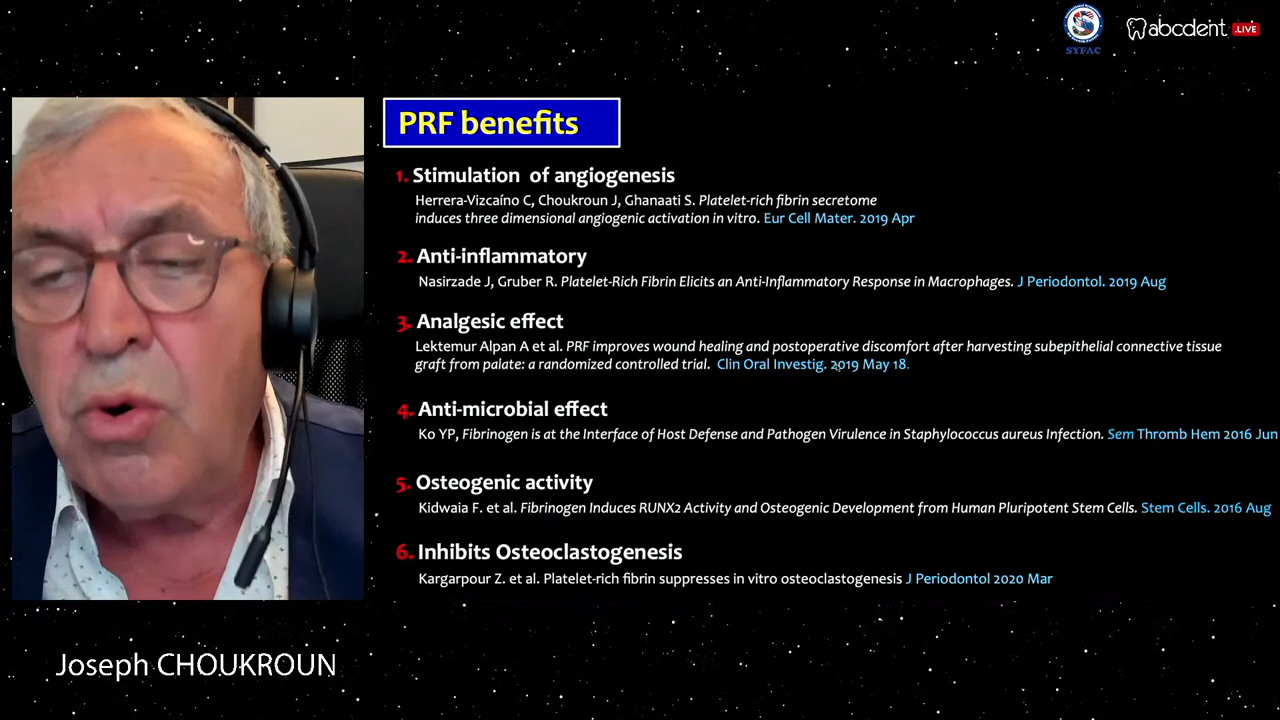 SYFAC
abcdent .LIVE
PRF benefits
1. Stimulation of angiogenesis
Herrera-Vizcaíno C, Choukroun J, Ghanaati S. Platelet-rich fibrin secretome
induces three dimensional angiogenic activation in vitro. Eur Cell Mater. 2019 Apr
2. Anti-inflammatory
Nasirzade J, Gruber R. Platelet-Rich Fibrin Elicits an Anti-Inflammatory Response in Macrophages. J Periodontol. 2019 Aug
3. Analgesic effect
Lektemur Alpan A et al. PRF improves wound healing and postoperative discomfort after harvesting subepithelial connective tissue
graft from palate: a randomized controlled trial. Clin Oral Investig. 2019 May 18.
4. Anti-microbial effect
Ko YP, Fibrinogen is at the Interface of Host Defense and Pathogen Virulence in Staphylococcus aureus Infection. Sem Thromb Hem 2016 Jun
5. Osteogenic activity
Kidwaia F. et al. Fibrinogen Induces RUNX2 Activity and Osteogenic Development from Human Pluripotent Stem Cells. Stem Cells. 2016 Aug
6. Inhibits Osteoclastogenesis
Kargarpour Z. et al. Platelet-rich fibrin suppresses in vitro osteoclastogenesis J Periodontol 2020 Mar
Joseph CHOUKROUN